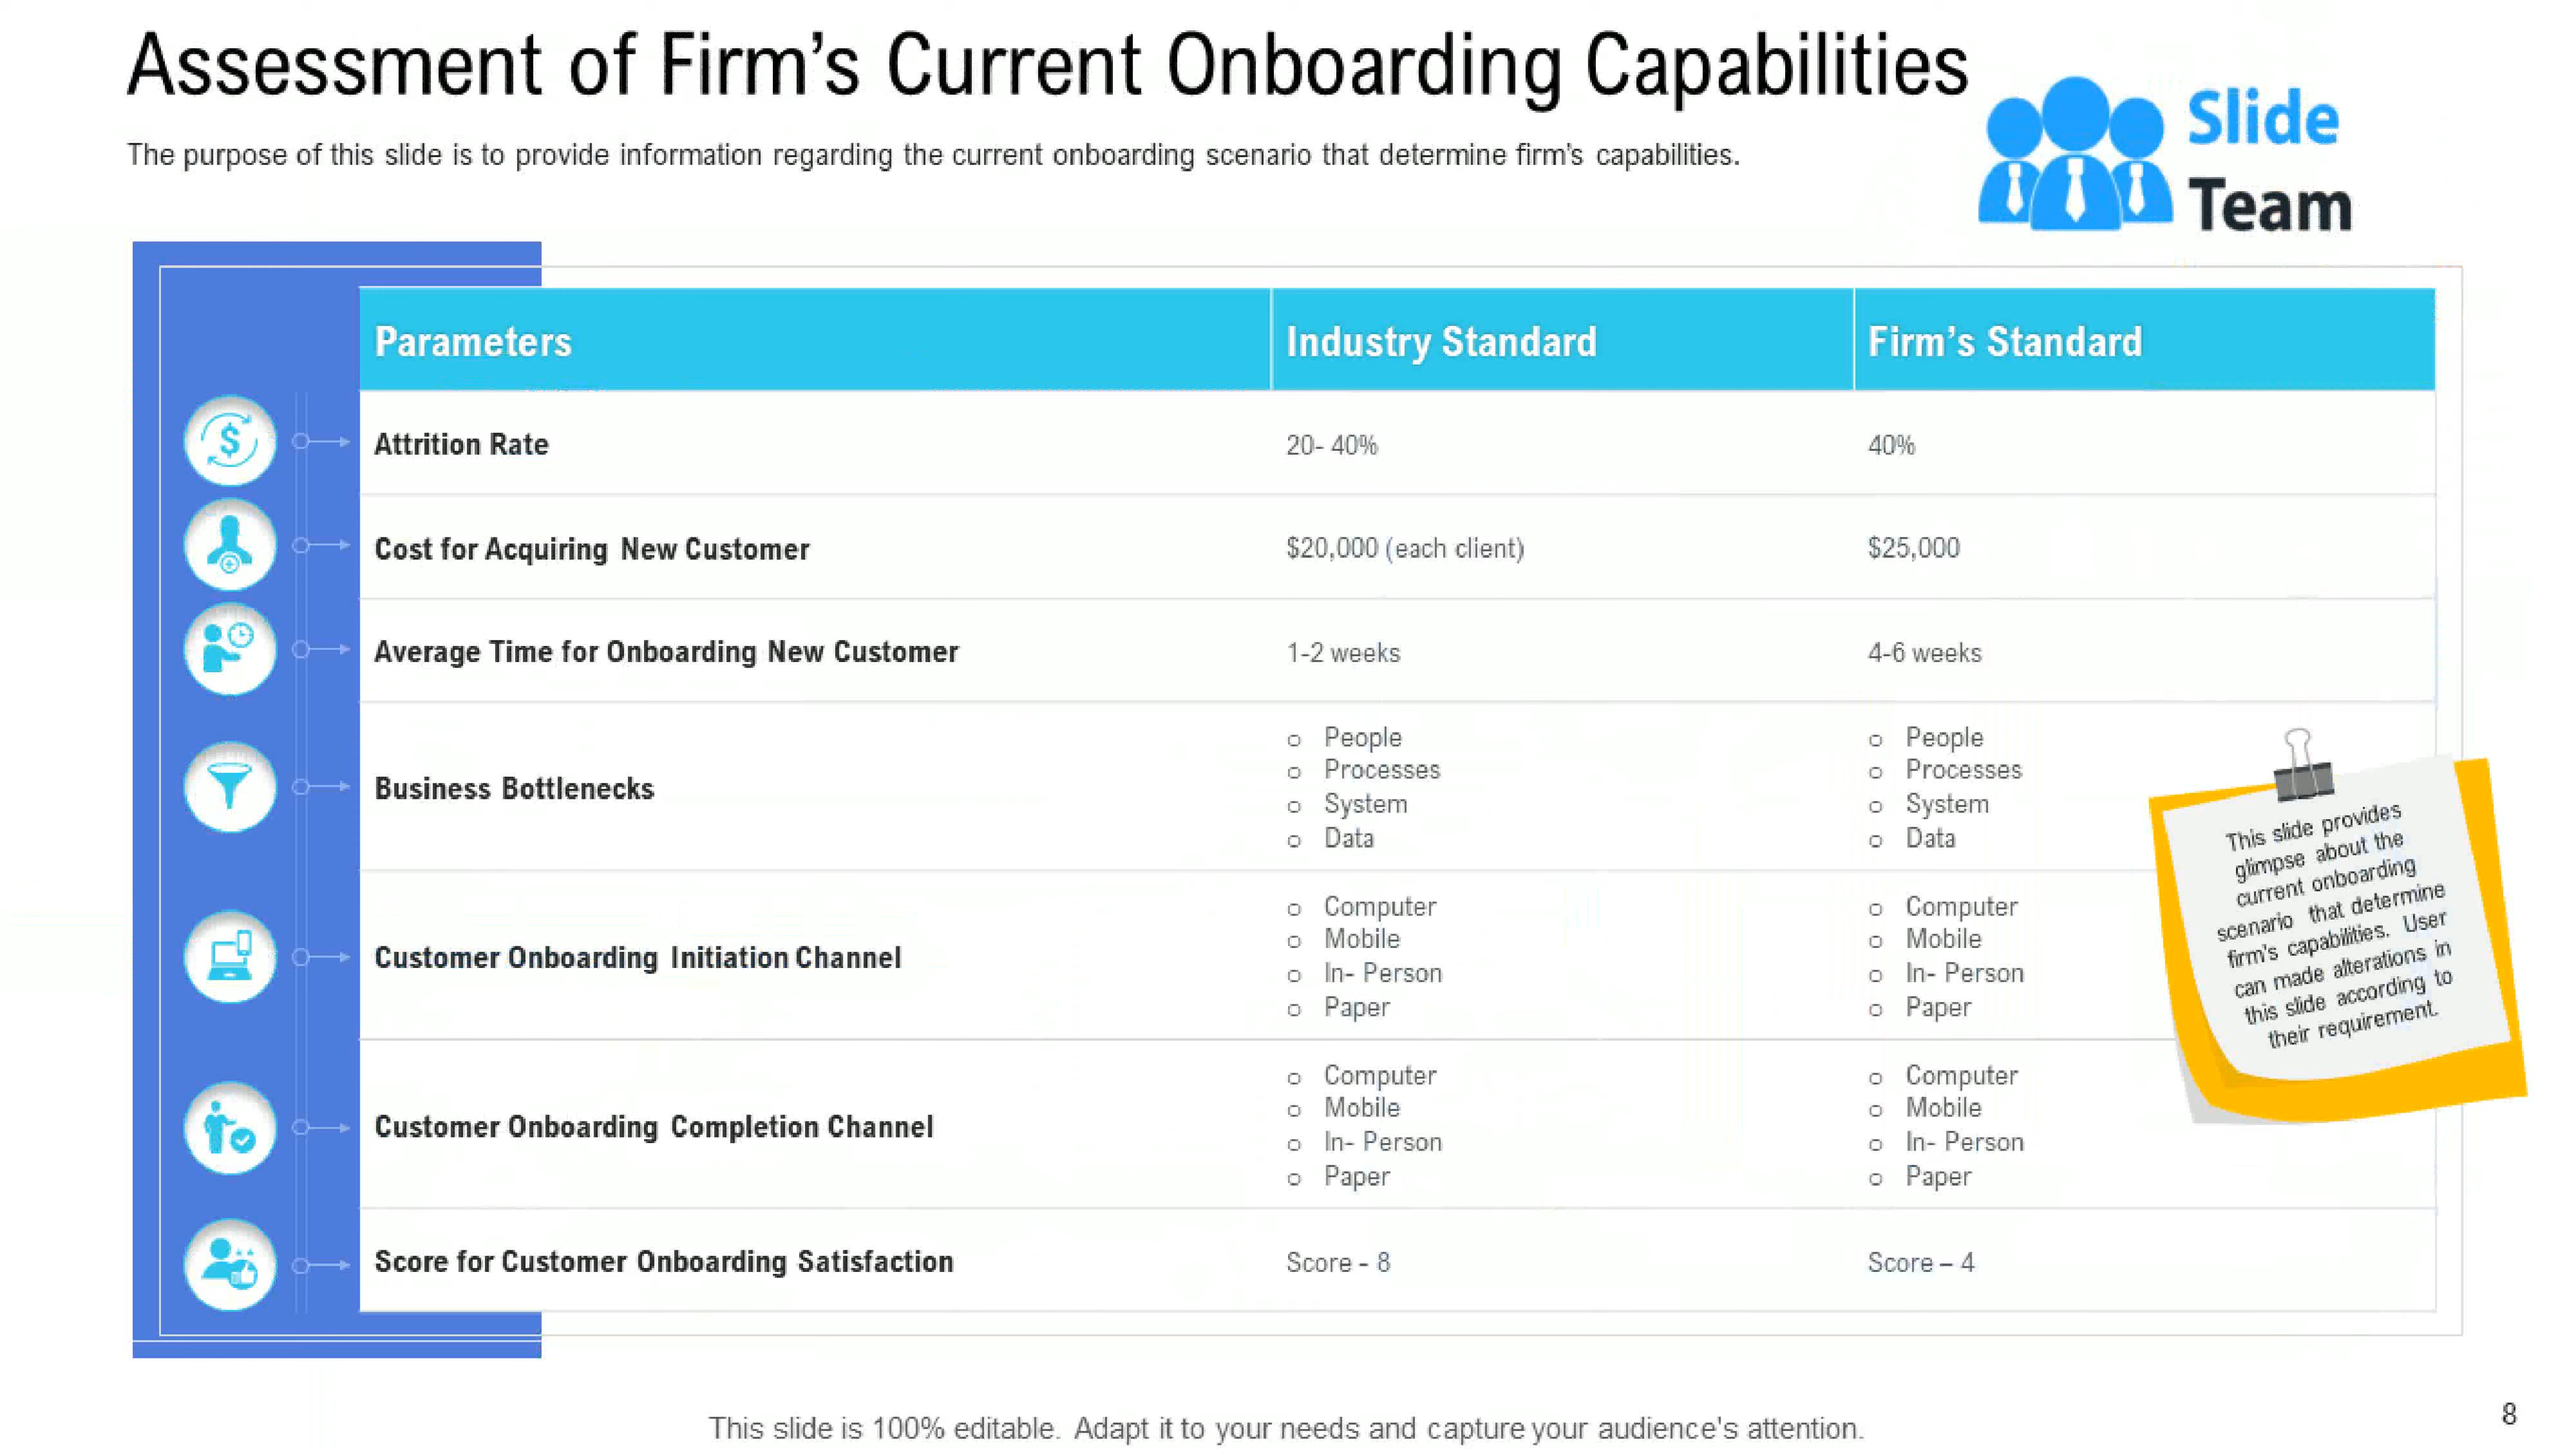 Assessment of Firm's Current Onboarding Capabilities
The purpose of this slide is to provide information regarding the current onboarding scenario that determine firm's capabilities.
Slide
Team
Parameters Industry Standard Firm's Standard
Attrition Rate 20- 40% 40%
Cost for Acquiring New Customer $20,000 (each client) $25,000
Average Time for Onboarding New Customer 1-2 weeks 4-6 weeks
Business Bottlenecks
o People
o Processes
o System
o Data
o People
o Processes
o System
o Data
Customer Onboarding Initiation Channel
o Computer
o Mobile
o In- Person
o Paper
o Computer
o Mobile
o In- Person
o Paper
Customer Onboarding Completion Channel
o Computer
o Mobile
o In- Person
o Paper
o Computer
o Mobile
o In- Person
o Paper
Score for Customer Onboarding Satisfaction Score - 8 Score – 4
This slide provides
glimpse about the
current onboarding
scenario that determine
firm's capabilities. User
can made alterations in
this slide according to
their requirement.
This slide is 100% editable. Adapt it to your needs and capture your audience's attention.
8